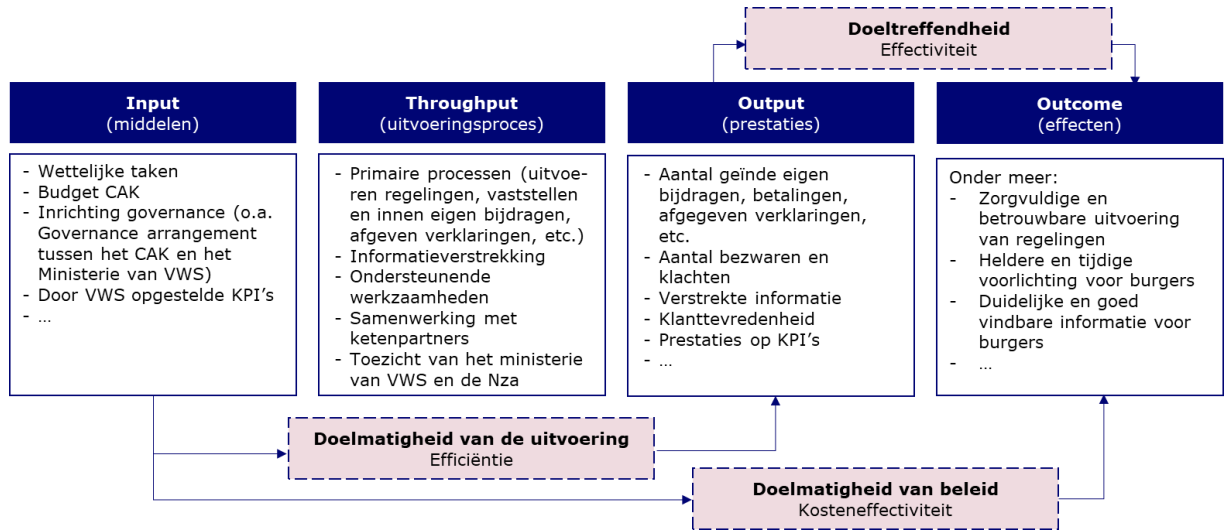 Doeltreffendheid
Effectiviteit
Input
(middelen)
- Wettelijke taken
- Budget CAK
- Inrichting governance (o.a.
Governance arrangement
tussen het CAK en het
Ministerie van VWS)
- Door VWS opgestelde KPI's
- …
Throughput
(uitvoeringsproces)
- Primaire processen (uitvoe-
ren regelingen, vaststellen
en innen eigen bijdragen,
afgeven verklaringen, etc.)
- Informatieverstrekking
- Ondersteunende
werkzaamheden
- Samenwerking met
ketenpartners
- Toezicht van het ministerie
van VWS en de Nza
Output
(prestaties)
- Aantal geïnde eigen
bijdragen, betalingen,
afgegeven verklaringen,
etc.
- Aantal bezwaren en
klachten
- Verstrekte informatie
- Klanttevredenheid
- Prestaties op KPI's
- …
Outcome
(effecten)
Onder meer:
- Zorgvuldige en
betrouwbare uitvoering
van regelingen
- Heldere en tijdige
voorlichting voor burgers
- Duidelijke en goed
vindbare informatie voor
burgers
- …
Doelmatigheid van de uitvoering
Efficiëntie
Doelmatigheid van beleid
Kosteneffectiviteit